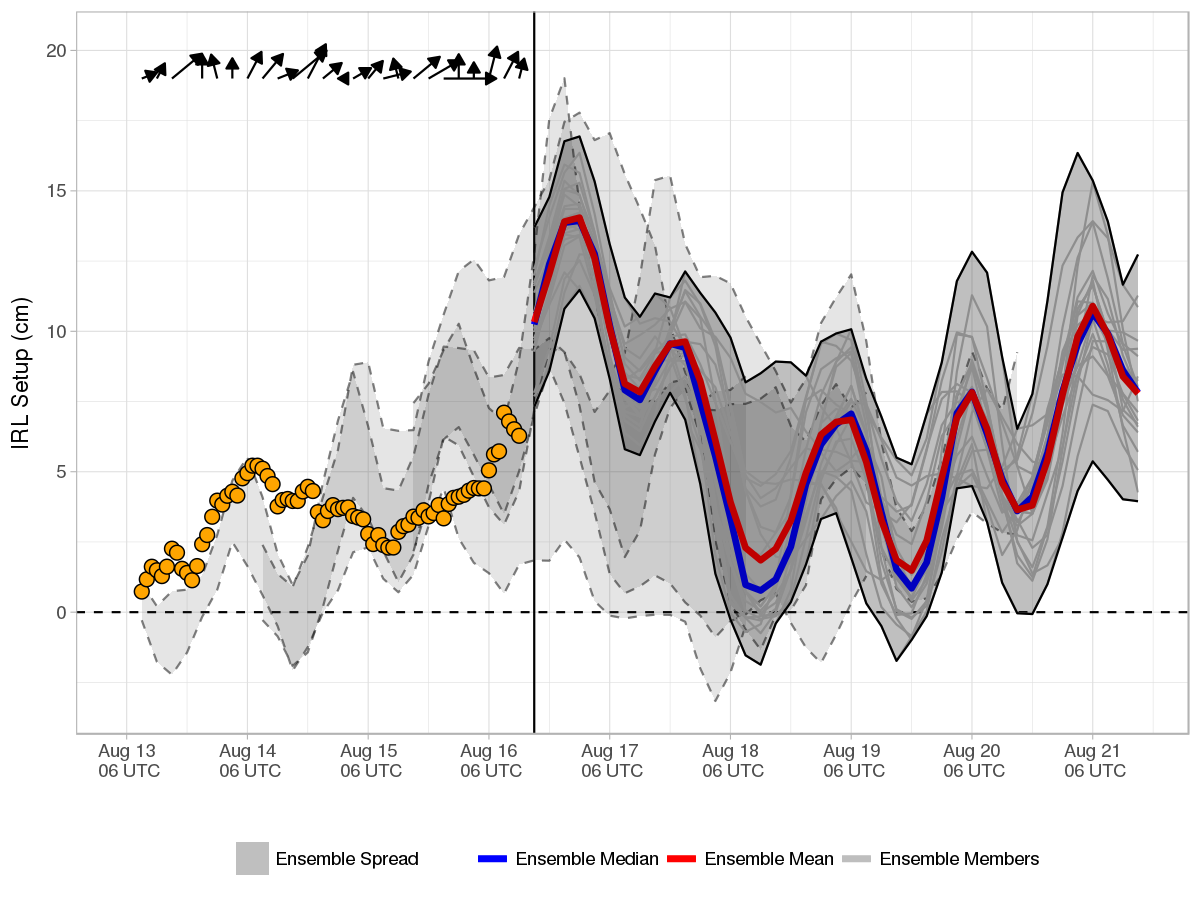 20
15
10
5
0
IRL Setup (cm)
Aug 13 Aug 14 Aug 15 Aug 16 Aug 17 Aug 18 Aug 19 Aug 20 Aug 21
06 UTC 06 UTC 06 UTC 06 UTC 06 UTC 06 UTC 06 UTC 06 UTC 06 UTC
Ensemble Spread Ensemble Median Ensemble Mean Ensemble Members